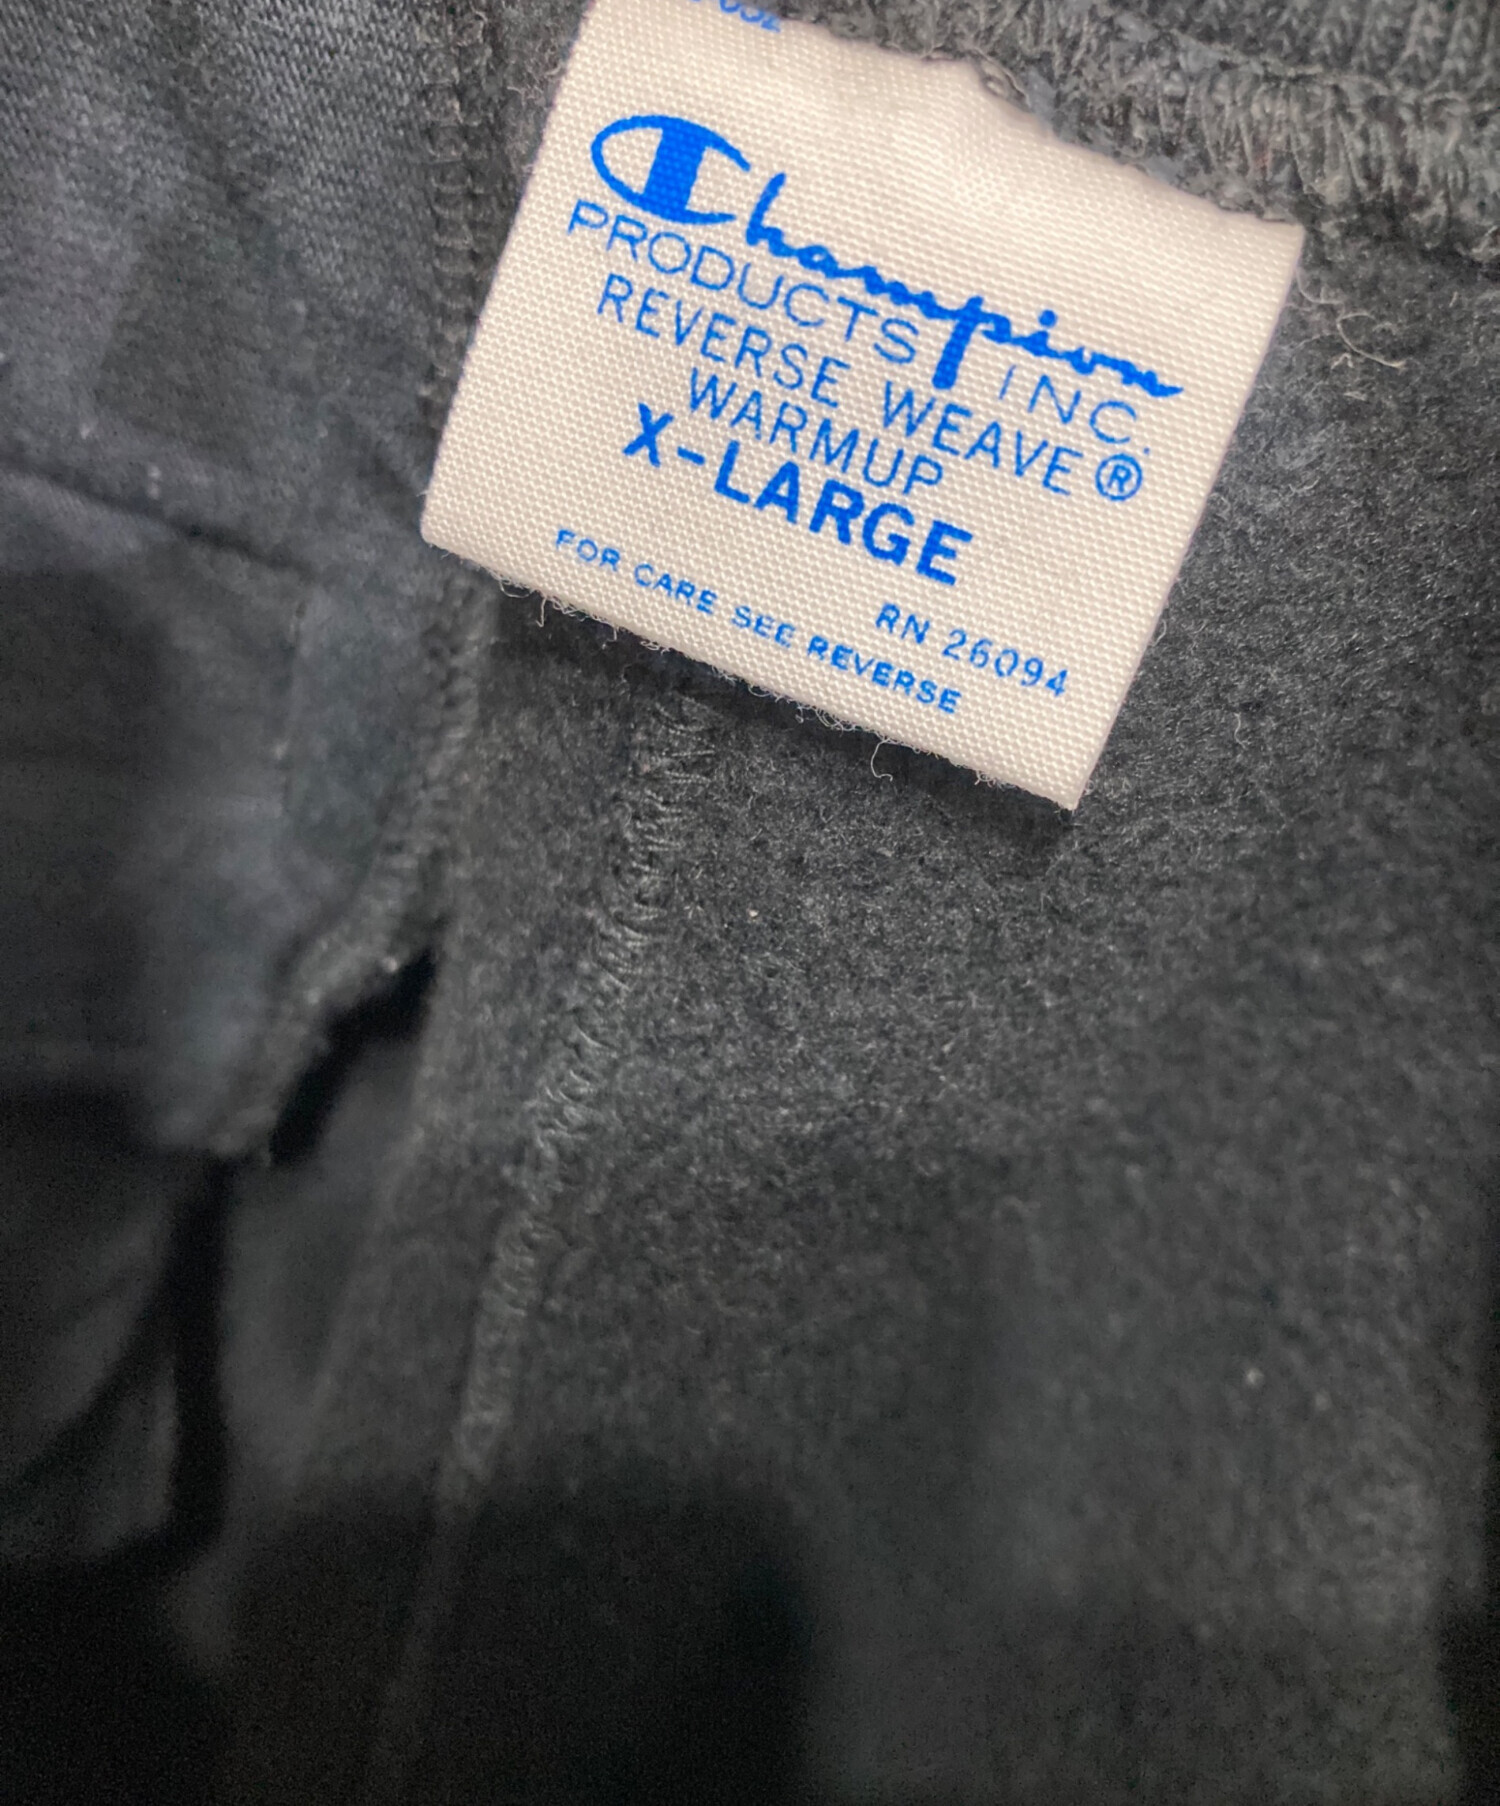 Champion
PRODUCTS INC.
REVERSE WEAVE®
WARMUP
X-LARGE
RN 26094
FOR CARE SEE REVERSE